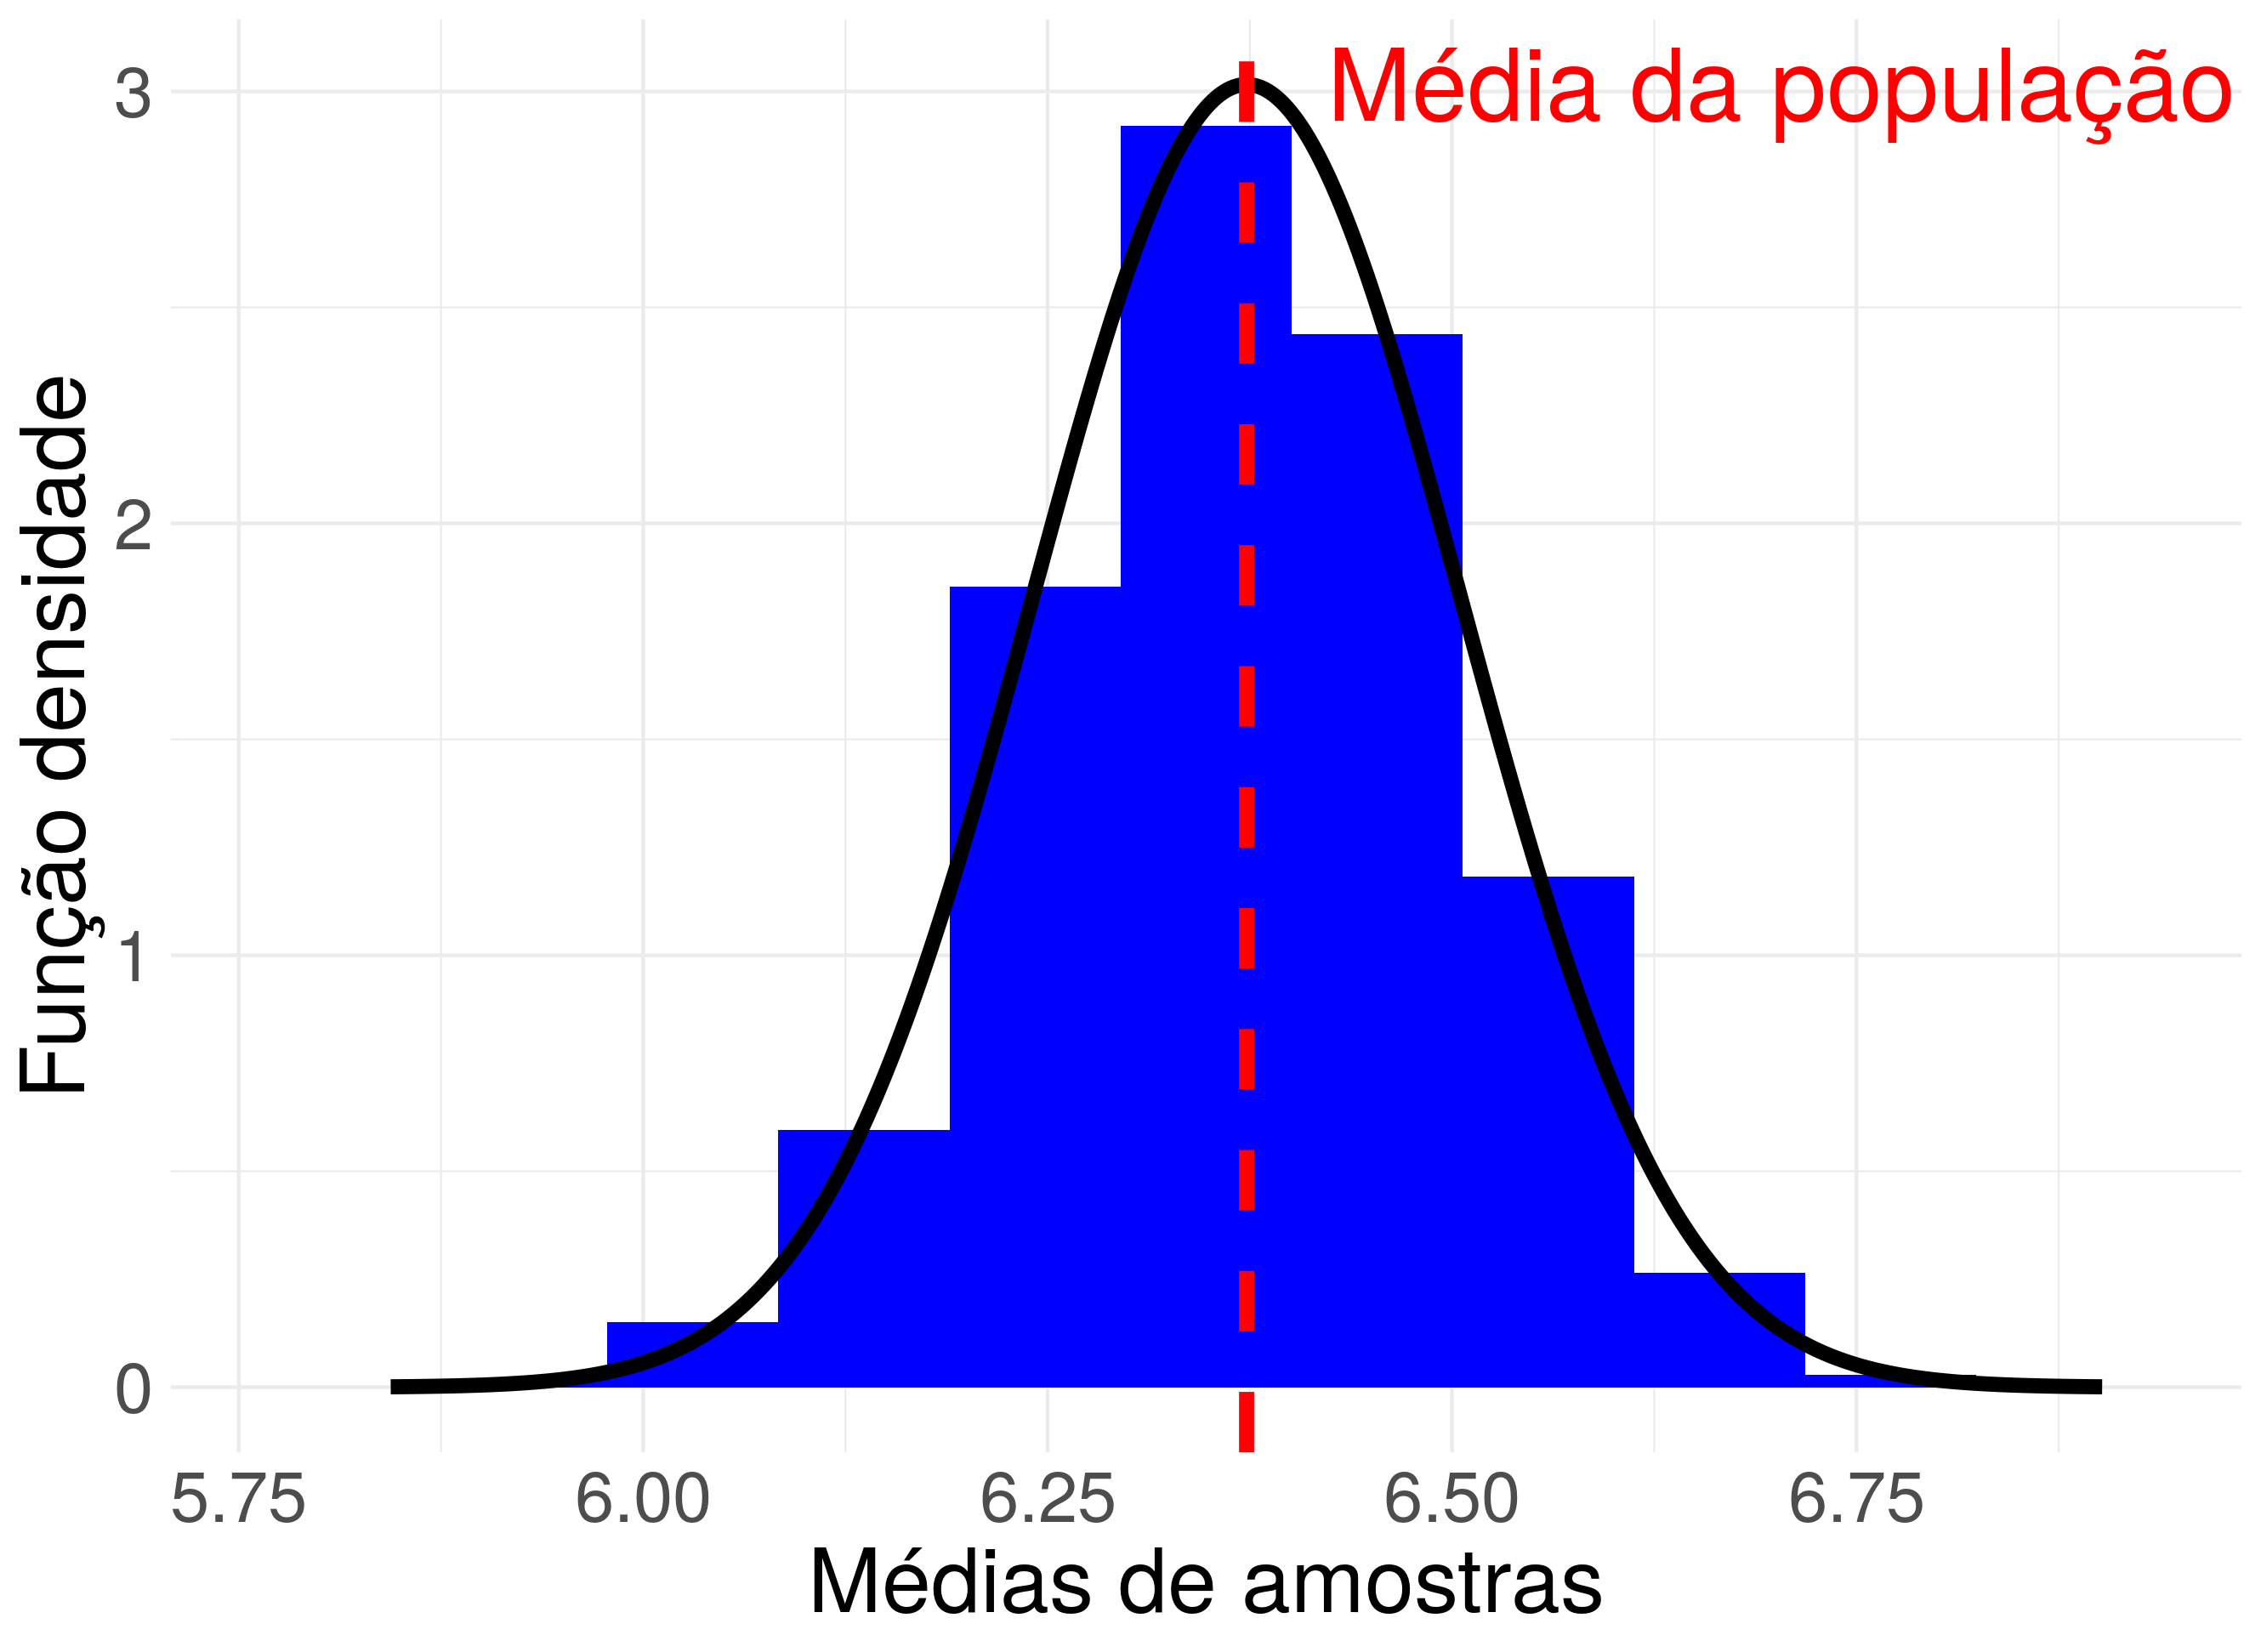 Média da população
Função densidade
3
2
1
0
5.75 6.00 6.25 6.50 6.75
Médias de amostras